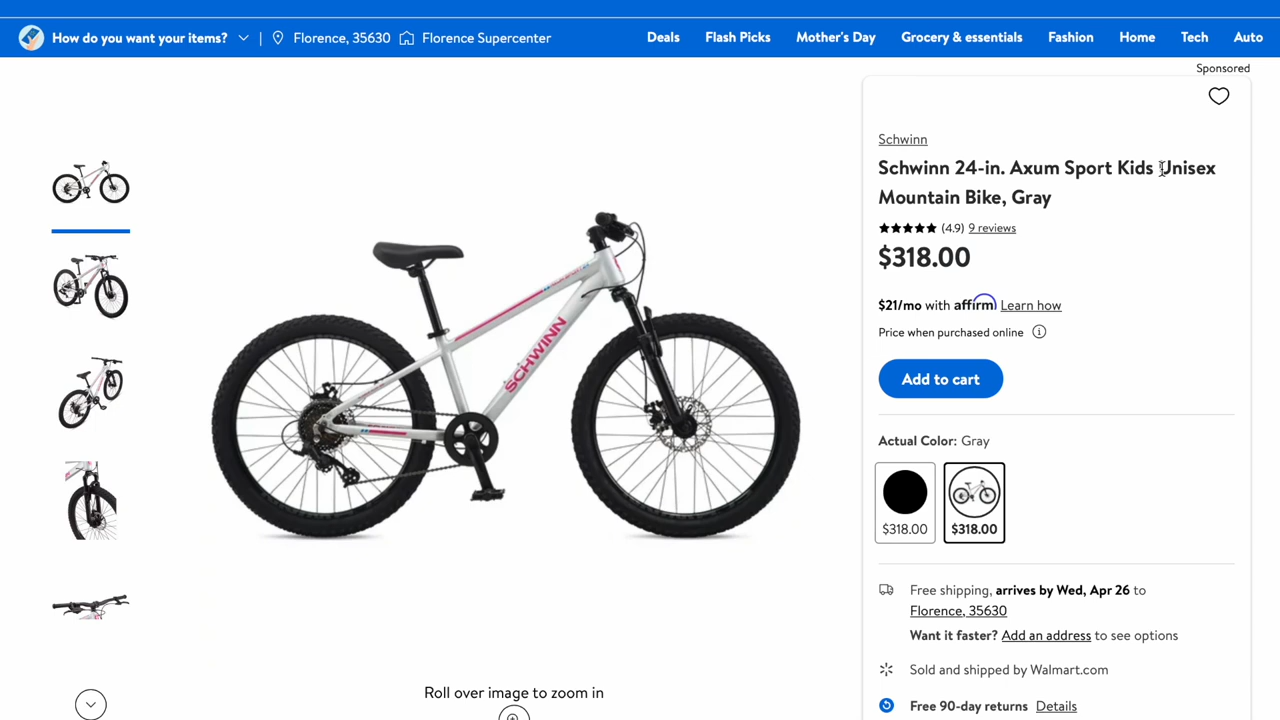 How do you want your items?
Florence, 35630
Florence Supercenter
Deals
Flash Picks
Mother's Day
Grocery & essentials
Fashion
Home
Tech
Auto
Sponsored
Schwinn
Schwinn 24-in. Axum Sport Kids Unisex
Mountain Bike, Gray
(4.9) 9 reviews
$318.00
$21/mo with affirm Learn how
Price when purchased online
Add to cart
Actual Color: Gray
$318.00
$318.00
Free shipping, arrives by Wed, Apr 26 to
Florence, 35630
Want it faster? Add an address to see options
Sold and shipped by Walmart.com
Free 90-day returns Details
SCHWINN
Roll over image to zoom in